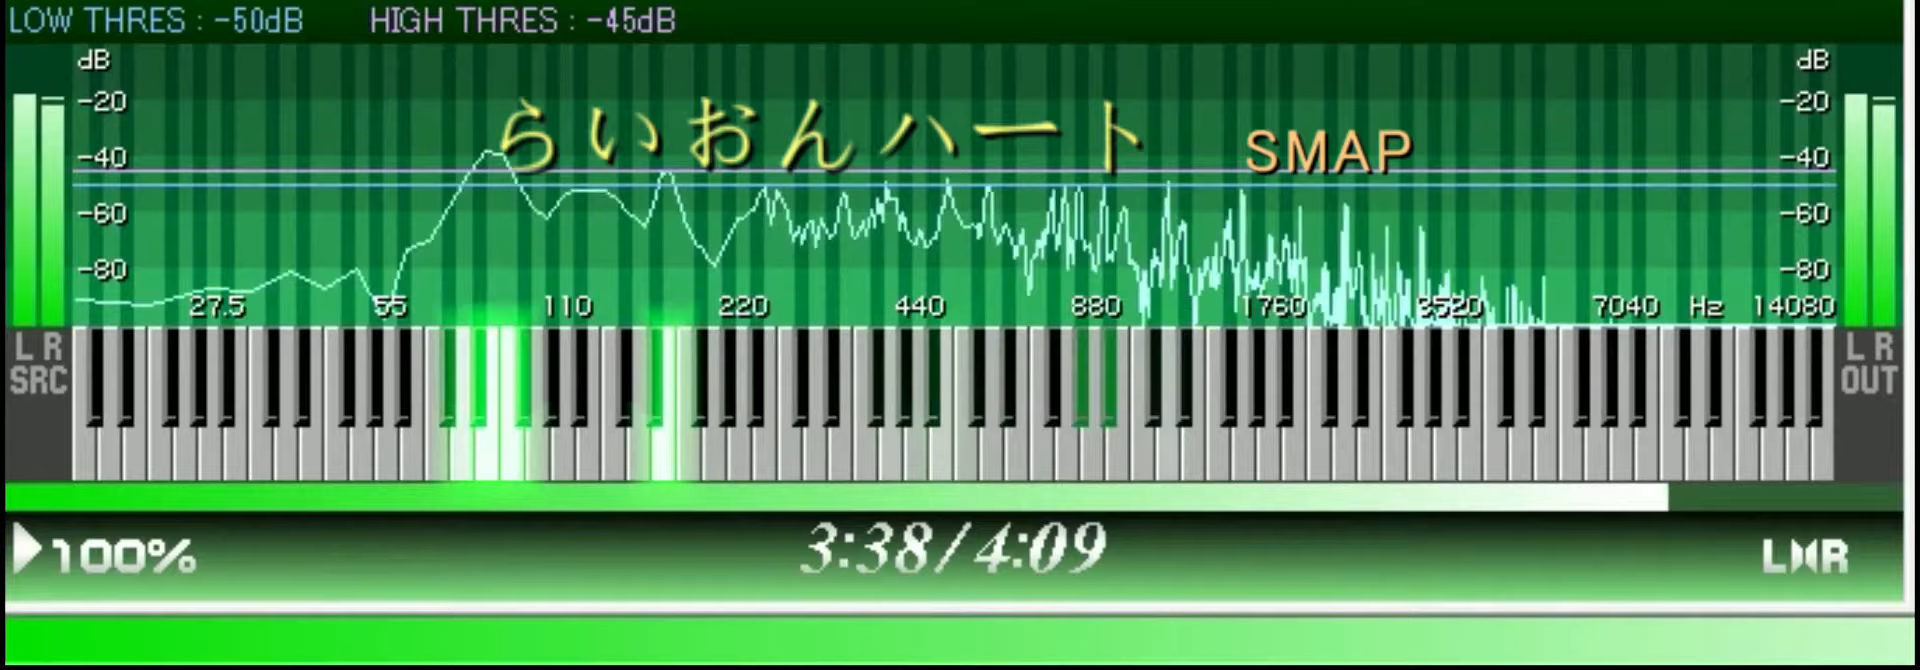 LOW THRES : -50dB HIGH THRES : -45dB
dB dB
-20 -20
らいおんハート SMAP
-40 -40
-60 -60
-80 -80
27.5 55 110 220 440 880 1760 3520 7040 Hz 14080
L R L R
SRC OUT
100% 3:38/4:09 L R